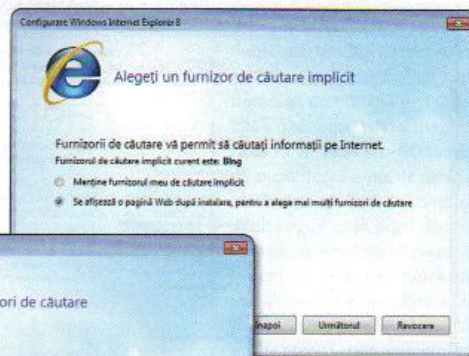 Configurare Windows Internet Explorer 8
Alegeți un furnizor de căutare implicit
Furnizorii de căutare vă permit să căutați informații pe Internet.
Furnizorul de căutare implicit curent este: Bing
Menține furnizorul meu de căutare implicit
Se afișează o pagină Web după instalare, pentru a alege mai mulți furnizori de căutare
ori de căutare
Înapoi
Următorul
Revocare